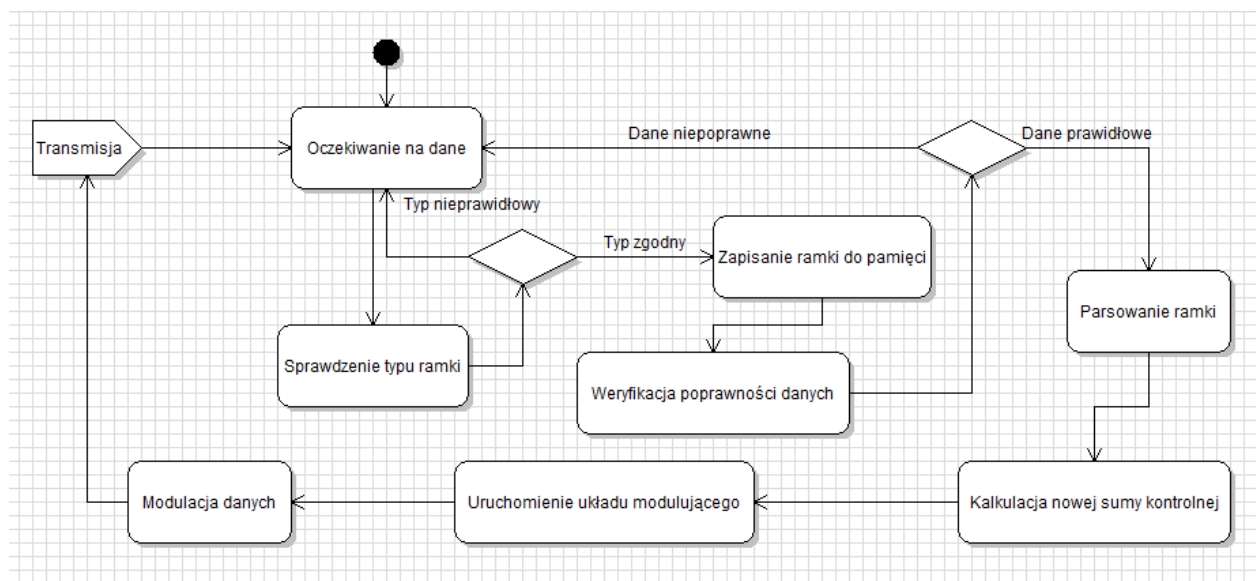 Transmisja
Oczekiwanie na dane
Dane niepoprawne
Dane prawidłowe
Typ nieprawidłowy
Typ zgodny
Zapisanie ramki do pamięci
Parsowanie ramki
Sprawdzenie typu ramki
Weryfikacja poprawności danych
Modulacja danych
Uruchomienie układu modulującego
Kalkulacja nowej sumy kontrolnej